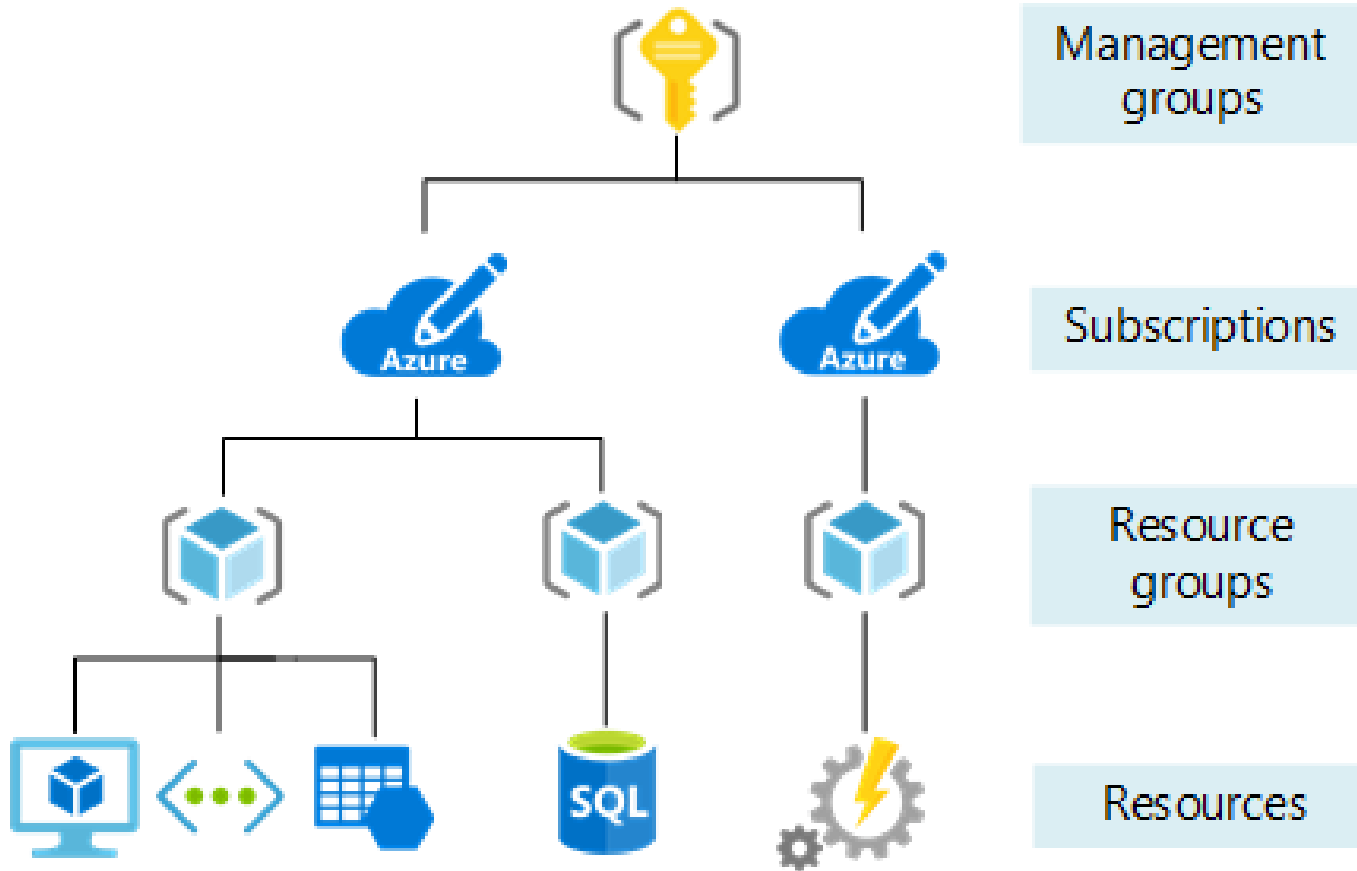 Management
groups
Azure
Azure
Subscriptions
Resource
groups
SQL
Resources